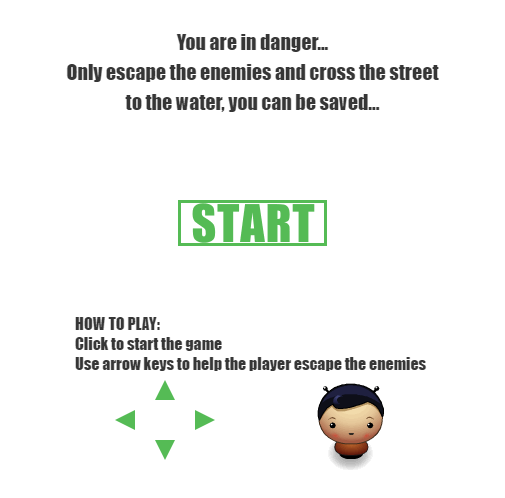 You are in danger...
Only escape the enemies and cross the street
to the water, you can be saved...
START
HOW TO PLAY:
Click to start the game
Use arrow keys to help the player escape the enemies